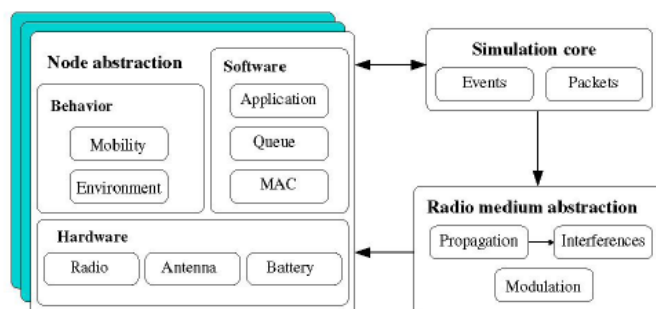 Node abstraction
Behavior
Mobility
Environment
Software
Application
Queue
MAC
Hardware
Radio
Antenna
Battery
Simulation core
Events
Packets
Radio medium abstraction
Propagation
Interferences
Modulation